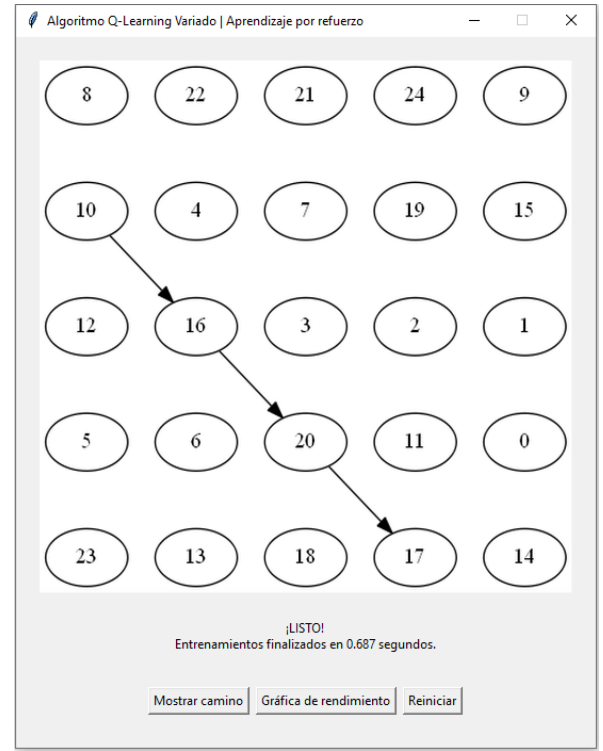 Algoritmo Q-Learning Variado | Aprendizaje por refuerzo
8 22 21 24 9
10 4 7 19 15
12 16 3 2 1
5 6 20 11 0
23 13 18 17 14
¡LISTO!
Entrenamientos finalizados en 0.687 segundos.
Mostrar camino Gráfica de rendimiento Reiniciar